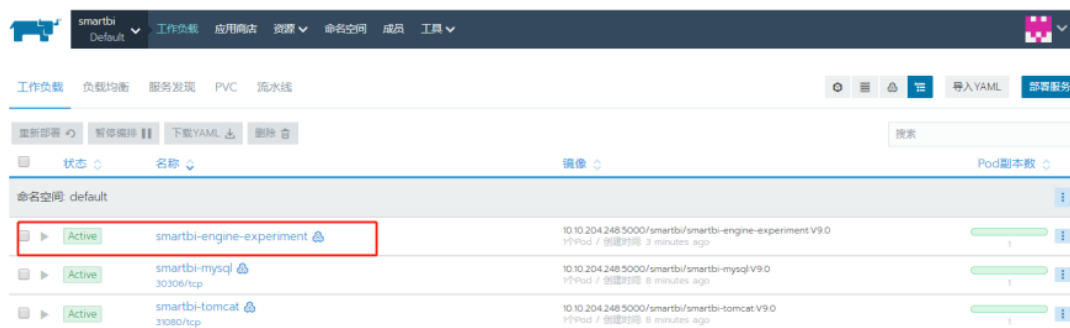 smartbi
Default
工作负载 应用商店 资源 命名空间 成员 工具
工作负载 负载均衡 服务发现 PVC 流水线
导入YAML 部署服务
重新部署 暂停编排 下载YAML 删除 搜索
状态 名称 镜像 Pod副本数
命名空间: default
Active smartbi-engine-experiment 10.10.204.248:5000/smartbi/smartbi-engine-experiment:V9.0
1个Pod / 创建时间: 3 minutes ago 1
Active smartbi-mysql 10.10.204.248:5000/smartbi/smartbi-mysql:V9.0
30306/tcp 1个Pod / 创建时间: 8 minutes ago 1
Active smartbi-tomcat 10.10.204.248:5000/smartbi/smartbi-tomcat:V9.0
31080/tcp 1个Pod / 创建时间: 8 minutes ago 1